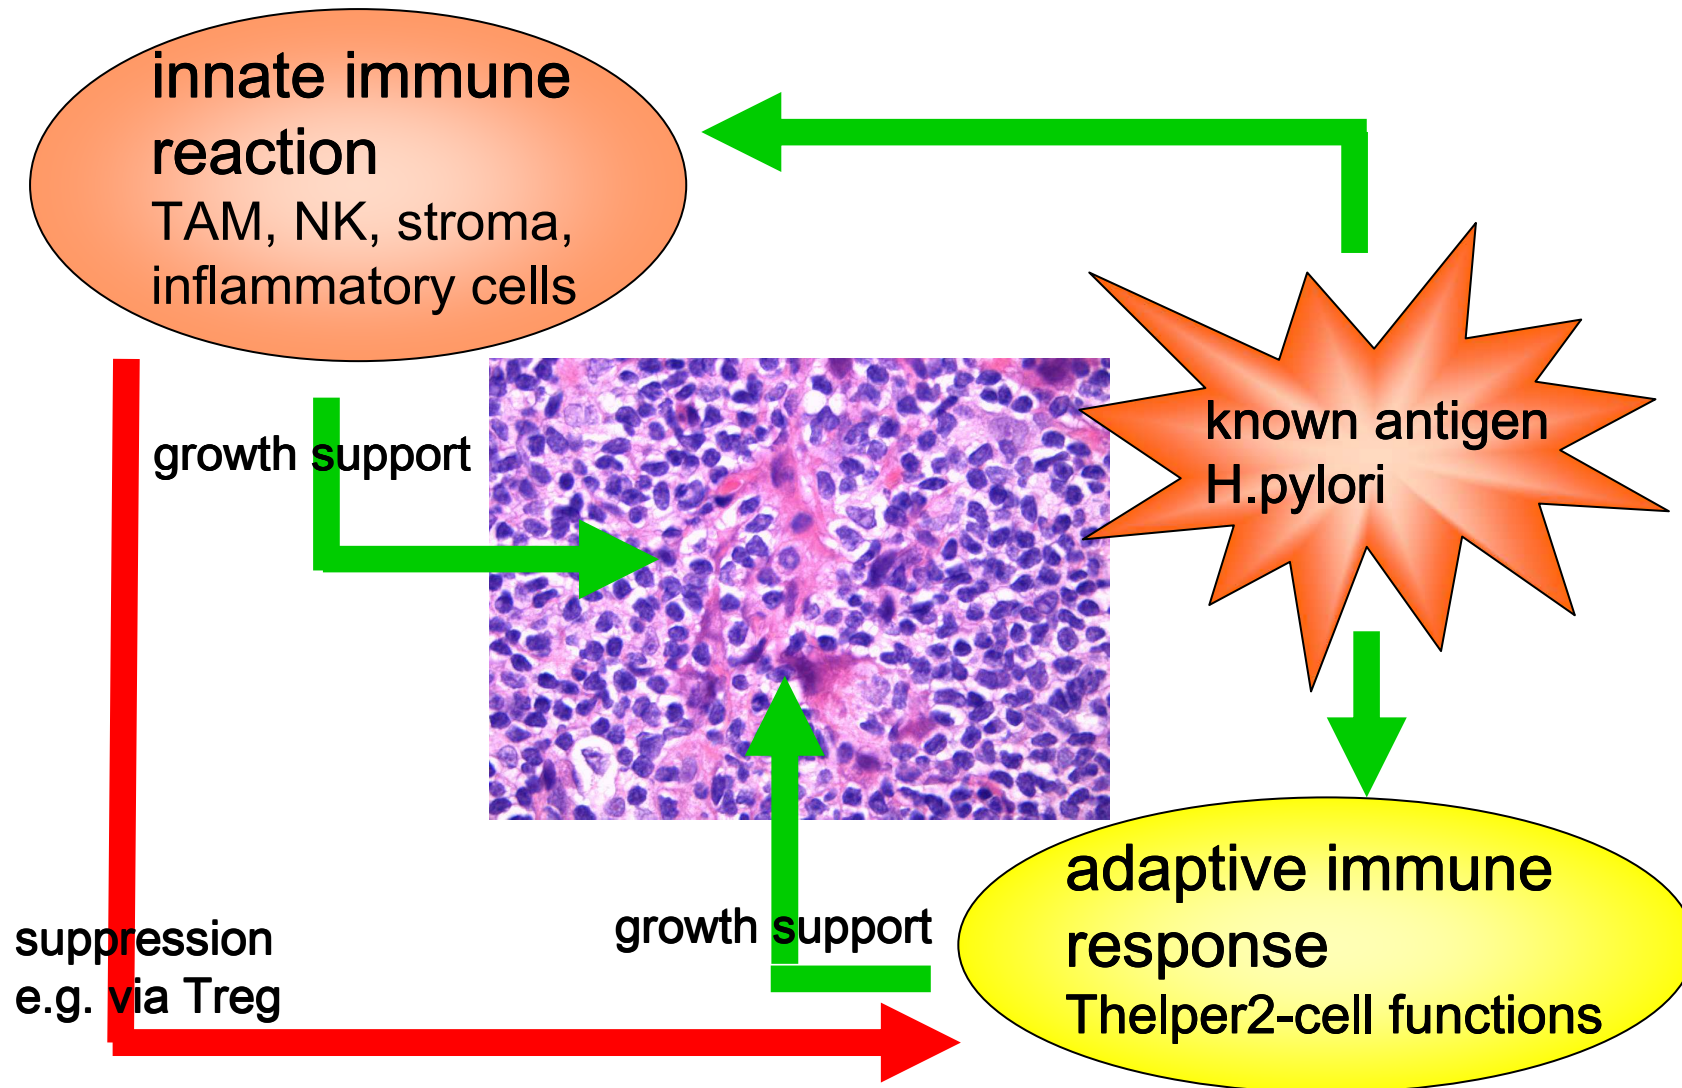 innate immune
reaction
TAM, NK, stroma,
inflammatory cells
growth support
known antigen
H.pylori
adaptive immune
response
Thelper2-cell functions
growth support
suppression
e.g. via Treg